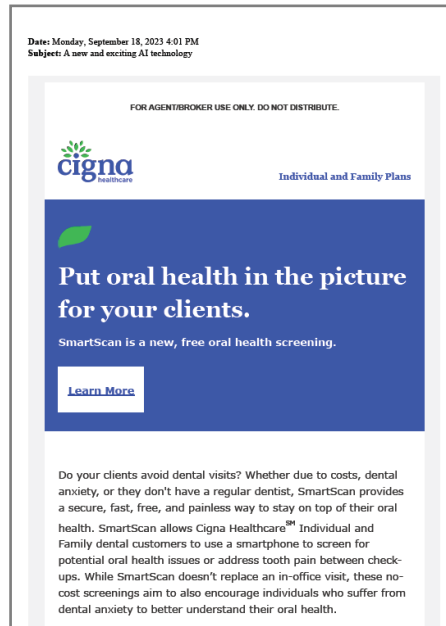 Date: Monday, September 18, 2023 4:01 PM
Subject: A new and exciting AI technology
FOR AGENT/BROKER USE ONLY. DO NOT DISTRIBUTE.
cigna
healthcare
Individual and Family Plans
Put oral health in the picture
for your clients.
SmartScan is a new, free oral health screening.
Learn More
Do your clients avoid dental visits? Whether due to costs, dental
anxiety, or they don't have a regular dentist, SmartScan provides
a secure, fast, free, and painless way to stay on top of their oral
health. SmartScan allows Cigna Healthcare℠ Individual and
Family dental customers to use a smartphone to screen for
potential oral health issues or address tooth pain between check-
ups. While SmartScan doesn’t replace an in-office visit, these no-
cost screenings aim to also encourage individuals who suffer from
dental anxiety to better understand their oral health.